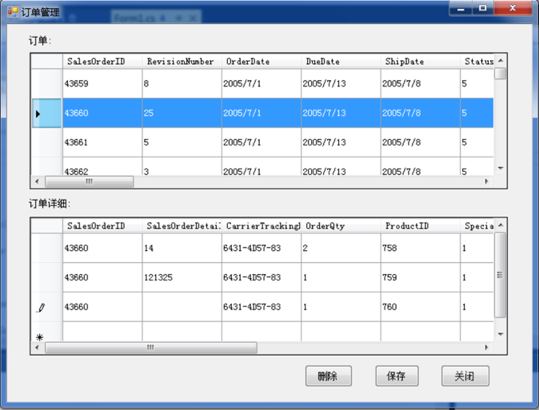 订单管理
订单:
SalesOrderID RevisionNumber OrderDate DueDate ShipDate Status
43659 8 2005/7/1 2005/7/13 2005/7/8 5
43660 25 2005/7/1 2005/7/13 2005/7/8 5
43661 5 2005/7/1 2005/7/13 2005/7/8 5
43662 3 2005/7/1 2005/7/13 2005/7/8 5
订单详细:
SalesOrderID SalesOrderDetai CarrierTracking OrderQty ProductID Specia
43660 14 6431-4D57-83 2 758 1
43660 121325 6431-4D57-83 1 759 1
43660 6431-4D57-83 1 760 1
删除 保存 关闭